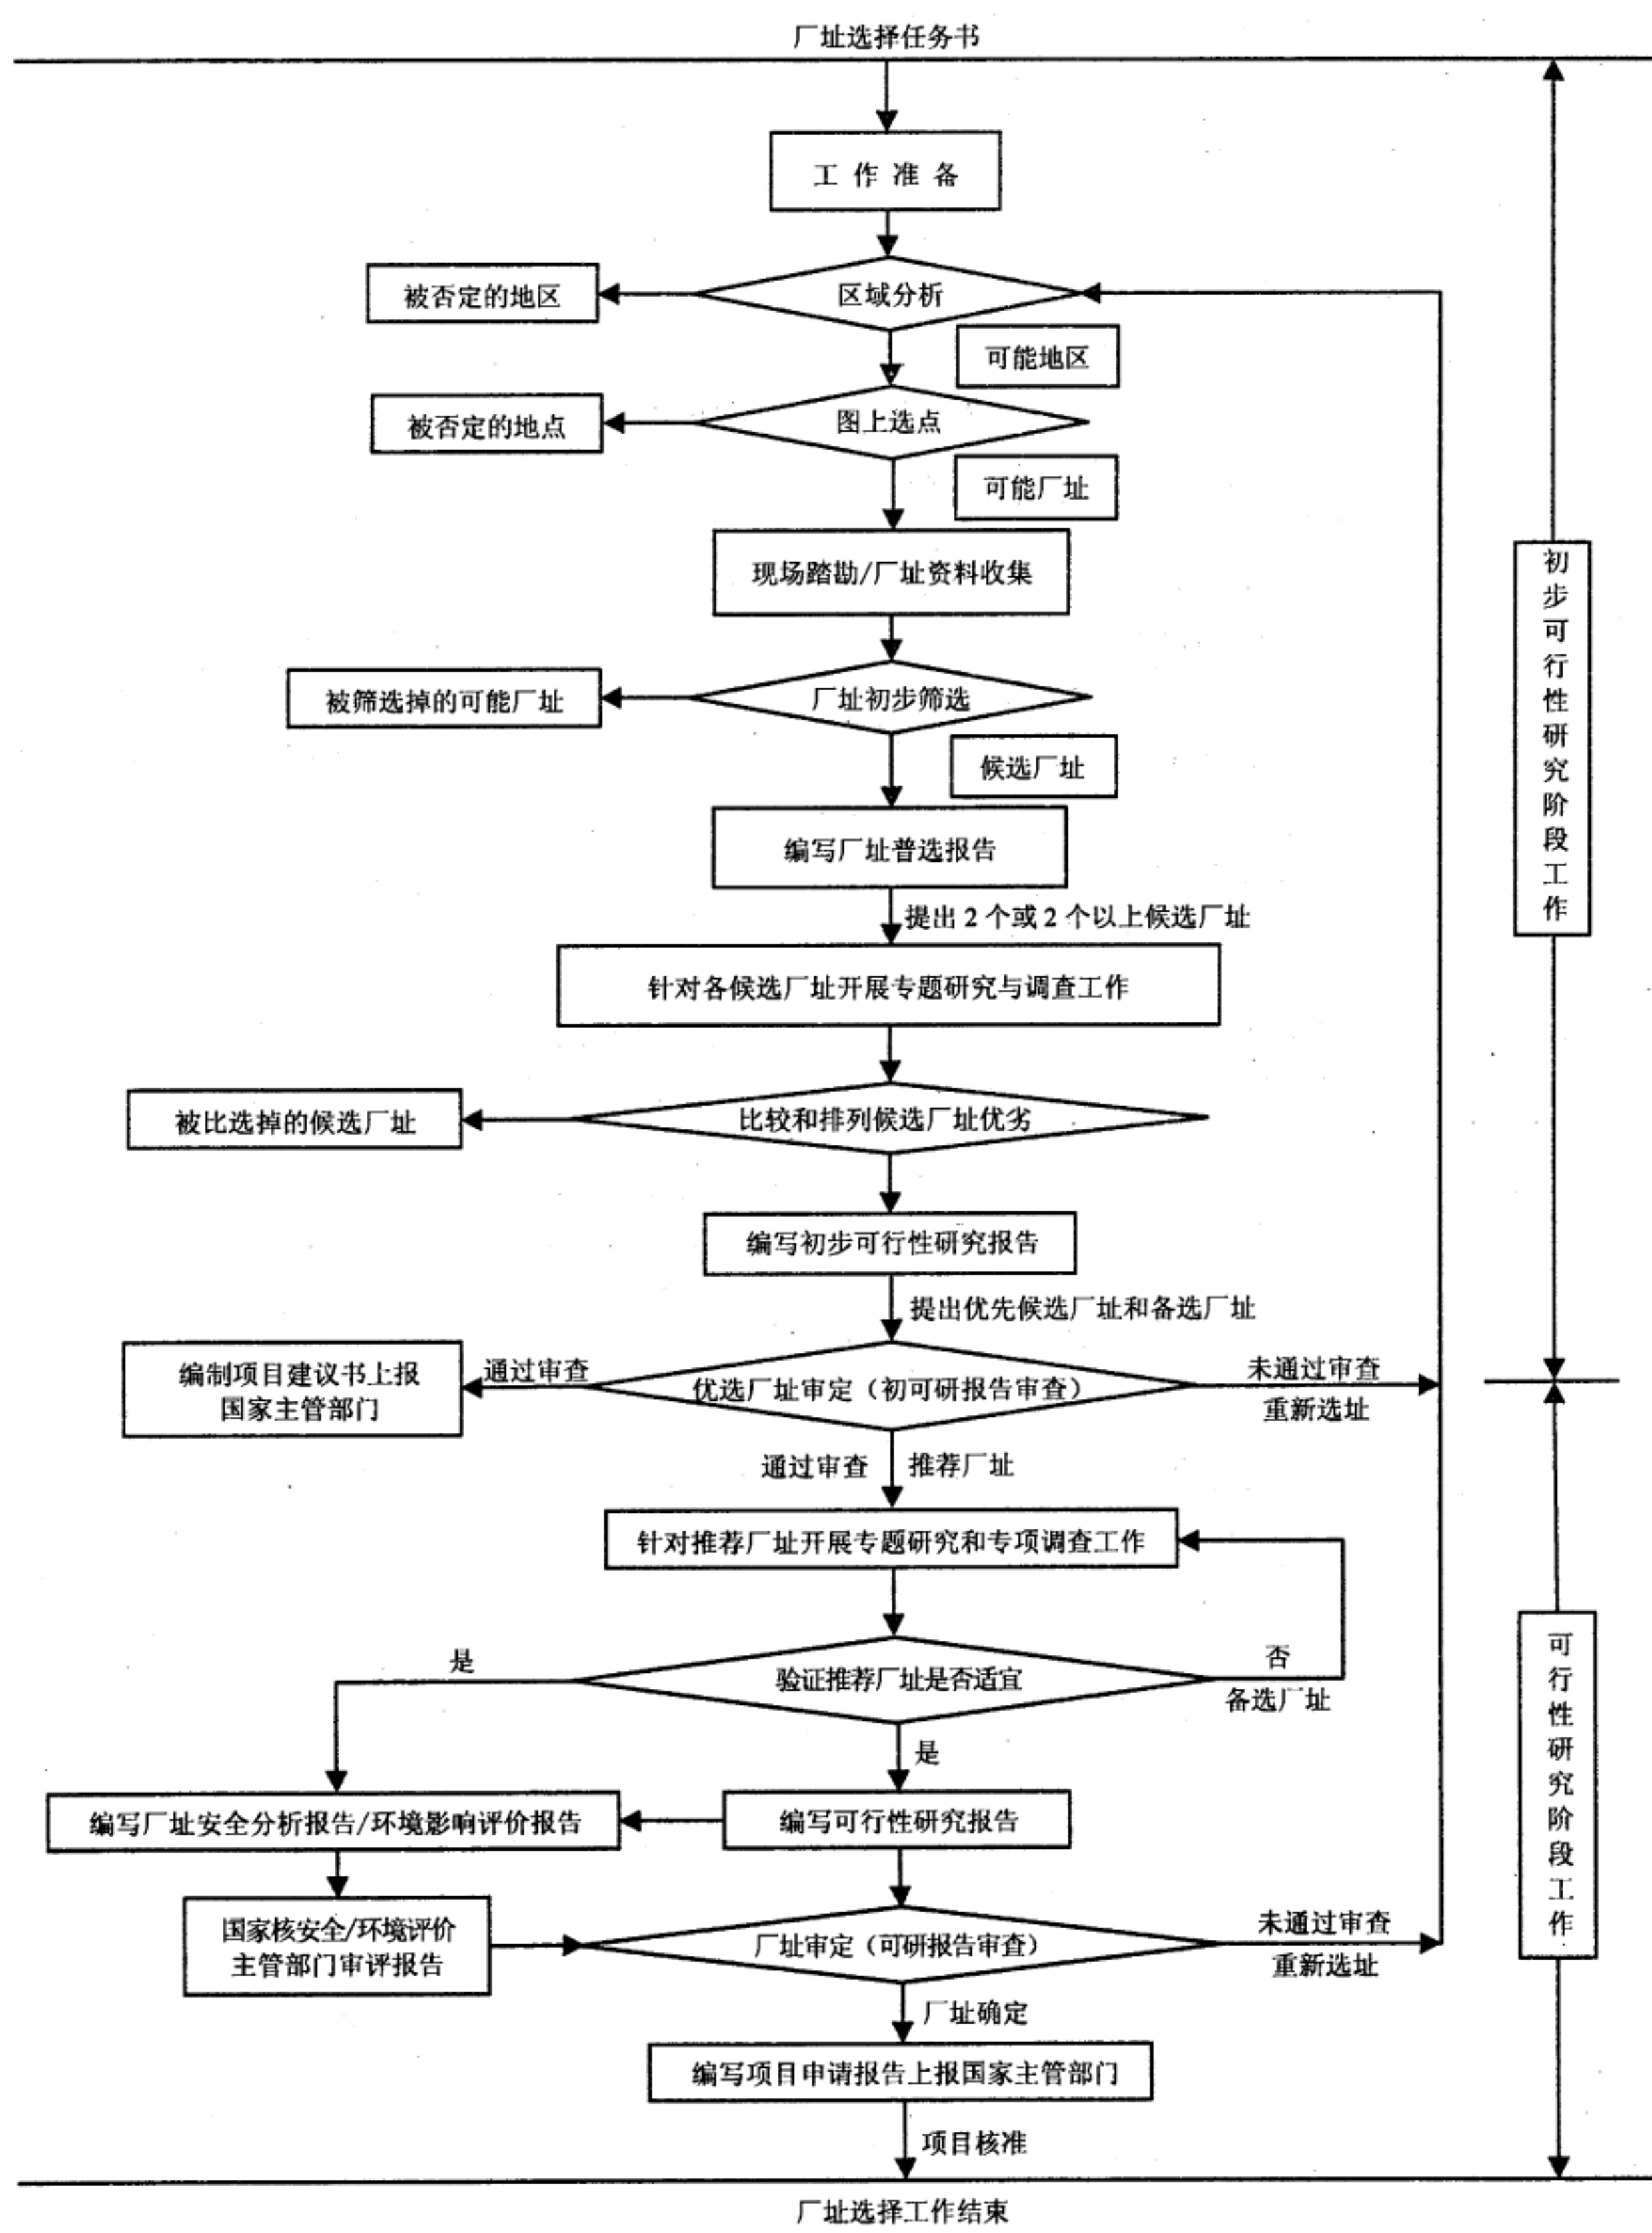 厂址选择任务书
工作准备
被否定的地区
区域分析
可能地区
被否定的地点
图上选点
可能厂址
现场踏勘/厂址资料收集
被筛选掉的可能厂址
厂址初步筛选
候选厂址
编写厂址普选报告
提出 2 个或 2 个以上候选厂址
针对各候选厂址开展专题研究与调查工作
被比选掉的候选厂址
比较和排列候选厂址优劣
编写初步可行性研究报告
提出优先候选厂址和备选厂址
编制项目建议书上报
国家主管部门
通过审查
优选厂址审定（初可研报告审查）
未通过审查
重新选址
通过审查
推荐厂址
针对推荐厂址开展专题研究和专项调查工作
是
验证推荐厂址是否适宜
否
备选厂址
是
编写厂址安全分析报告/环境影响评价报告
编写可行性研究报告
国家核安全/环境评价
主管部门审评报告
厂址审定（可研报告审查）
未通过审查
重新选址
厂址确定
编写项目申请报告上报国家主管部门
项目核准
厂址选择工作结束
初步可行性研究阶段工作
可行性研究阶段工作